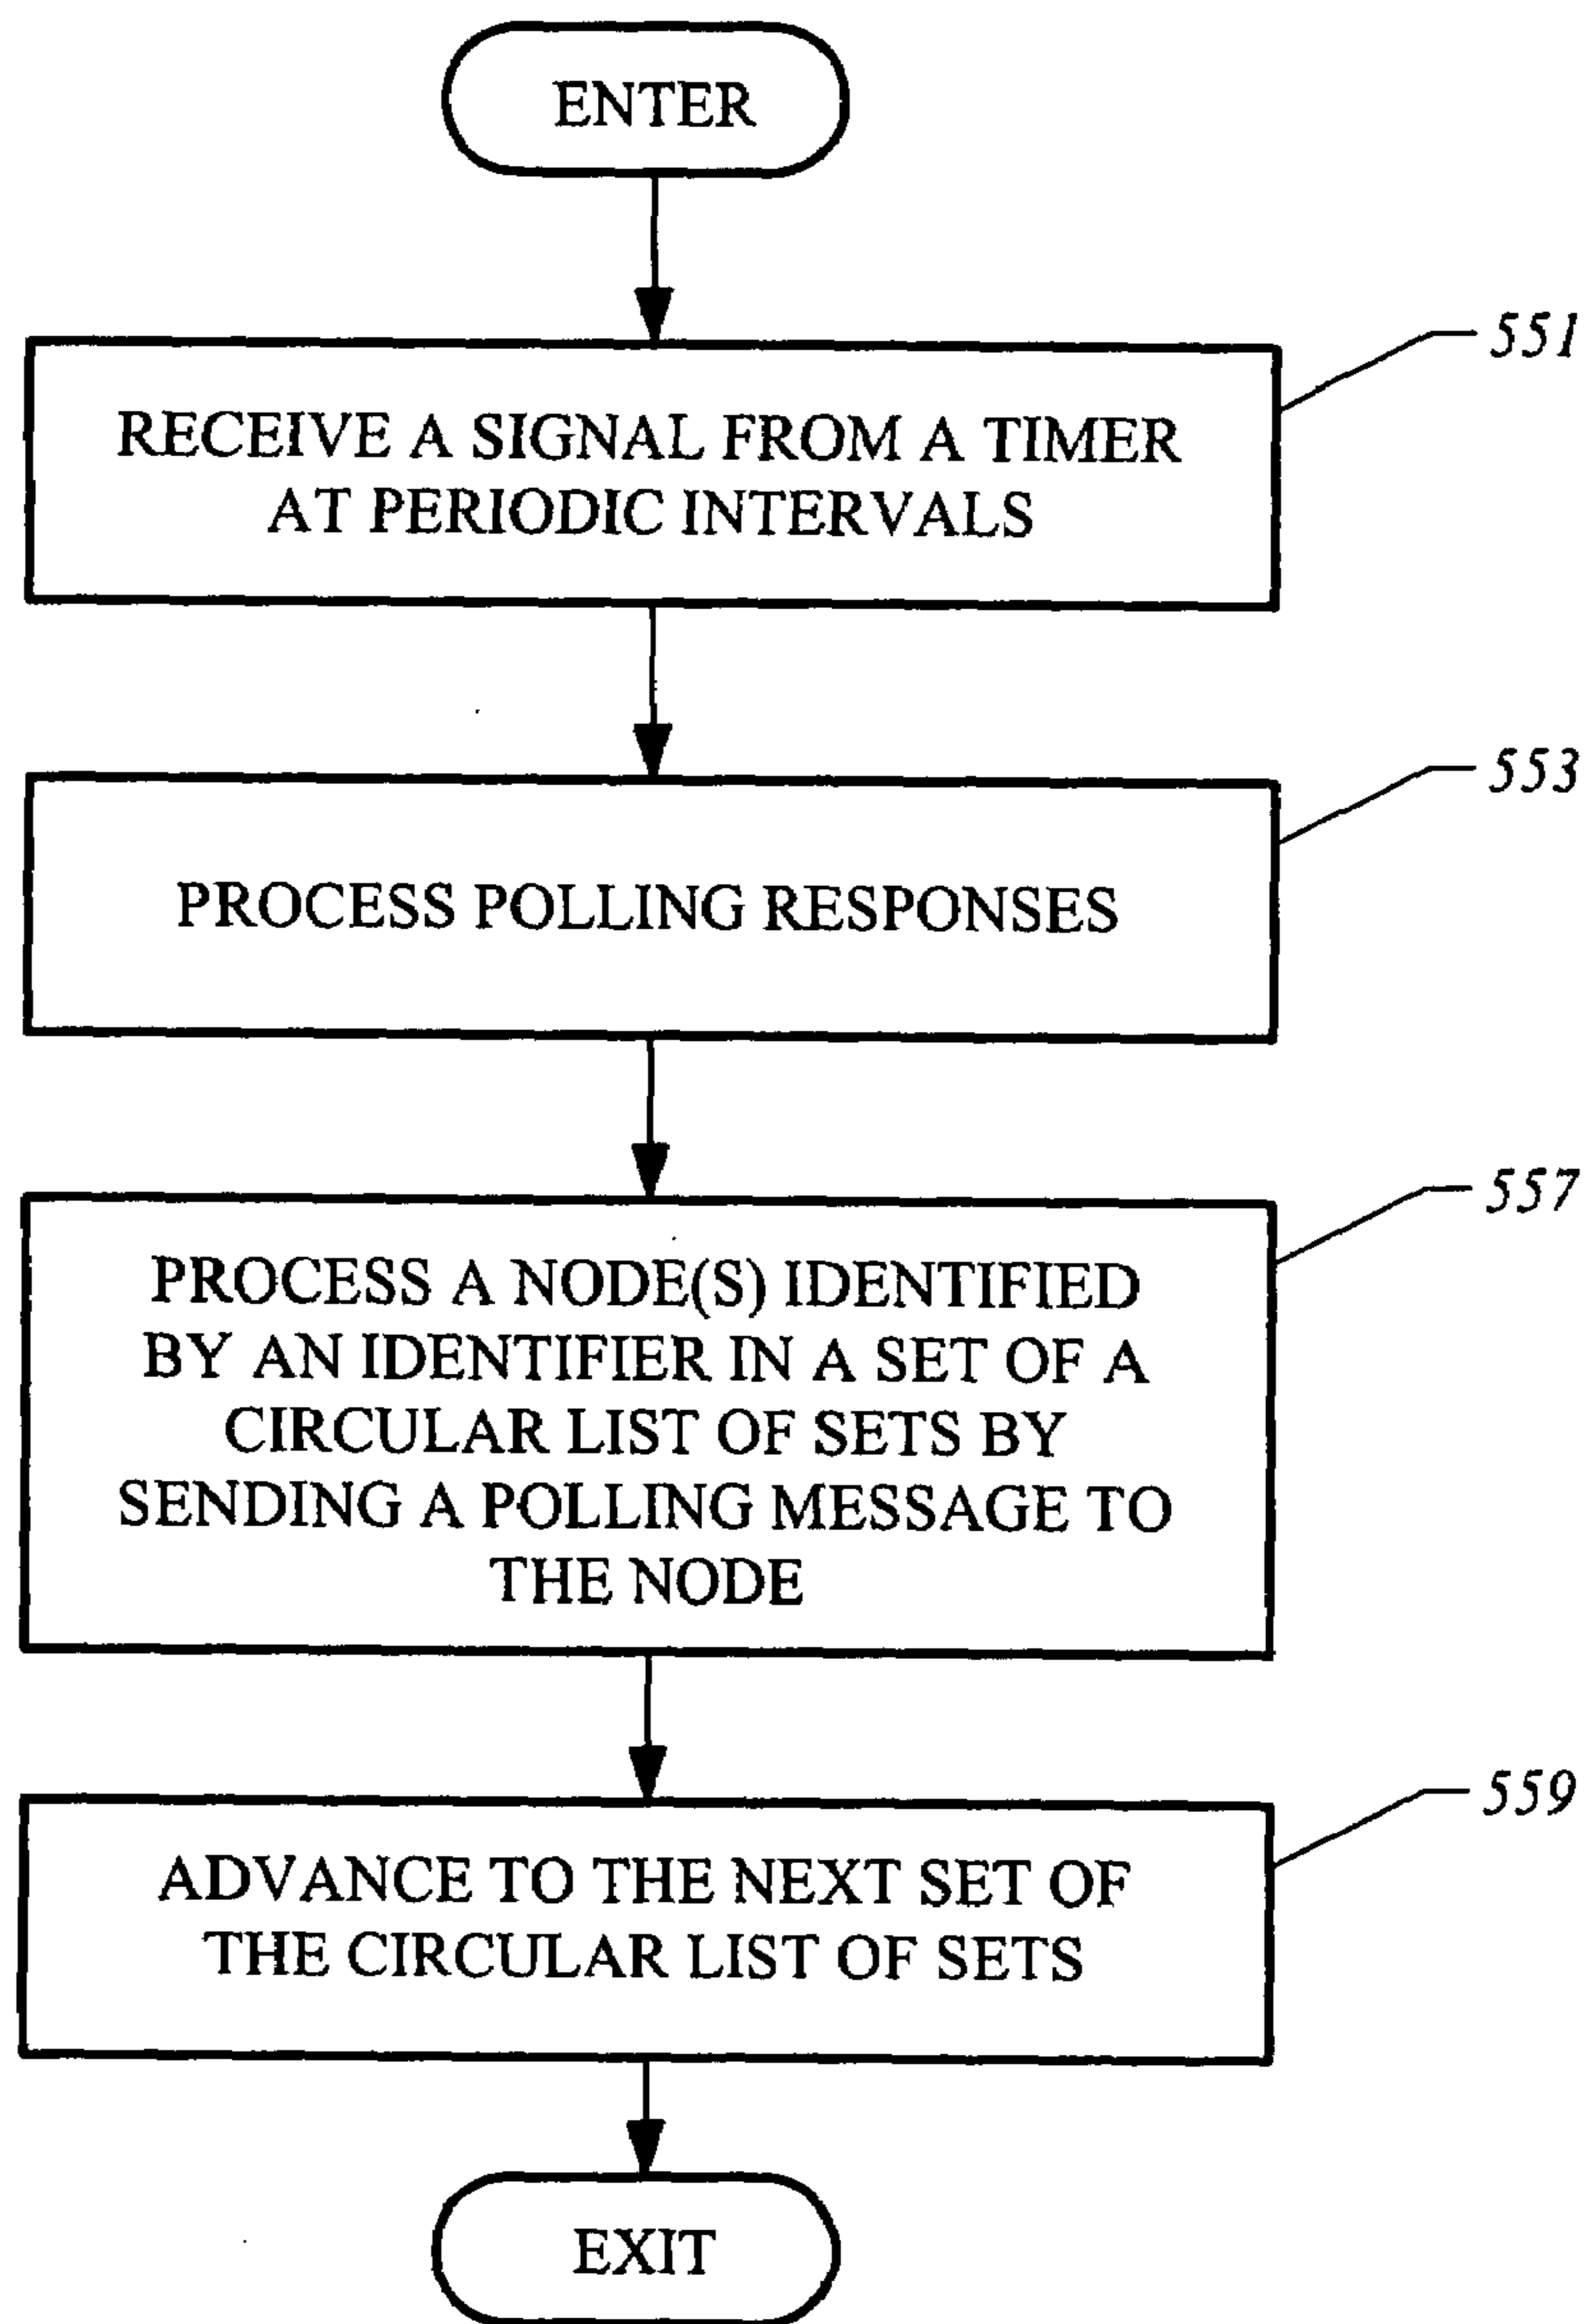 ENTER
551
RECEIVE A SIGNAL FROM A TIMER
AT PERIODIC INTERVALS
553
PROCESS POLLING RESPONSES
557
PROCESS A NODE(S) IDENTIFIED
BY AN IDENTIFIER IN A SET OF A
CIRCULAR LIST OF SETS BY
SENDING A POLLING MESSAGE TO
THE NODE
559
ADVANCE TO THE NEXT SET OF
THE CIRCULAR LIST OF SETS
EXIT